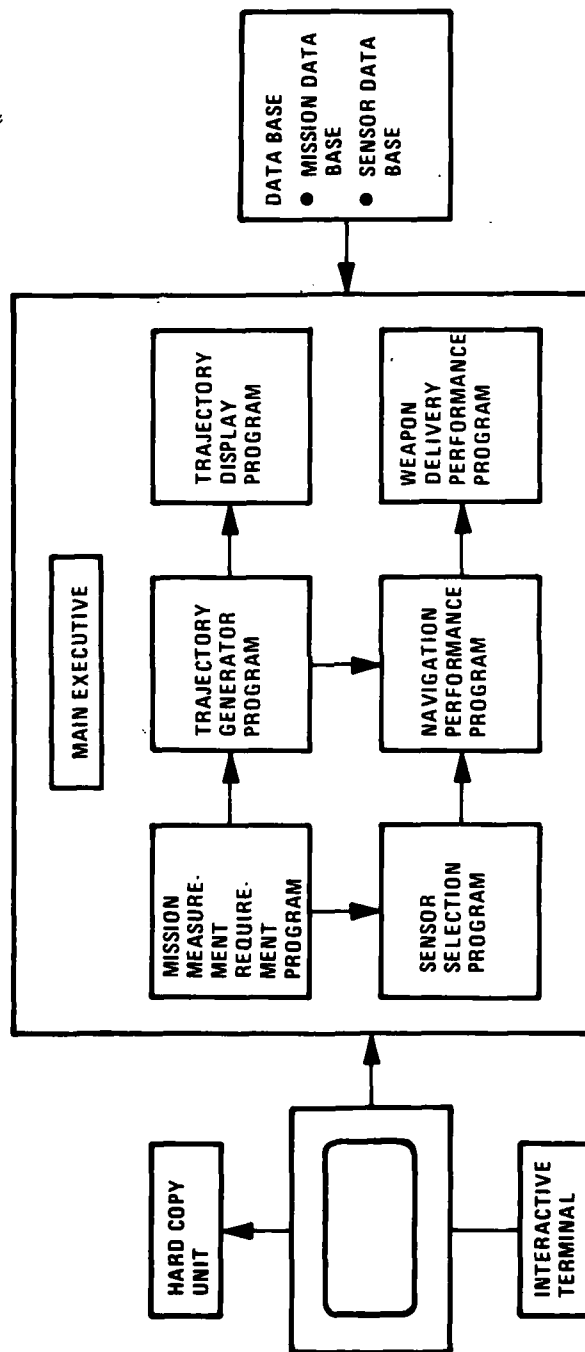 HARD COPY
UNIT
INTERACTIVE
TERMINAL
MAIN EXECUTIVE
MISSION
MEASURE-
MENT
REQUIRE-
MENT
PROGRAM
TRAJECTORY
GENERATOR
PROGRAM
TRAJECTORY
DISPLAY
PROGRAM
SENSOR
SELECTION
PROGRAM
NAVIGATION
PERFORMANCE
PROGRAM
WEAPON
DELIVERY
PERFORMANCE
PROGRAM
DATA BASE
● MISSION DATA
BASE
● SENSOR DATA
BASE